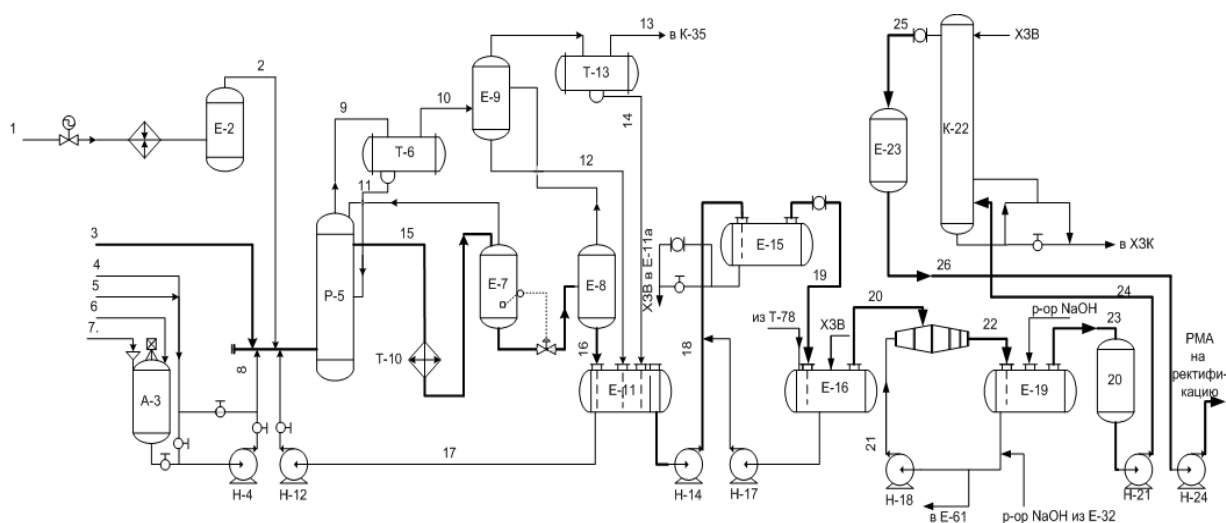 1
2
Е-2
3
4
5
6
7.
8
А-3
Н-4
Н-12
9
Р-5
Т-6
11
10
Е-9
12
13
в К-35
Т-13
14
15
Т-10
Е-7
Е-8
16
Е-11
17
Н-14
18
Н-17
ХЗВ в Е-11а
Е-15
19
из Т-78
ХЗВ
Е-16
20
21
Н-18
22
в Е-61
р-ор NaOH
Е-19
р-ор NaOH из Е-32
23
20
Н-21
24
25
Е-23
К-22
ХЗВ
в ХЗК
26
РМА
на
ректифи-
кацию
Н-24